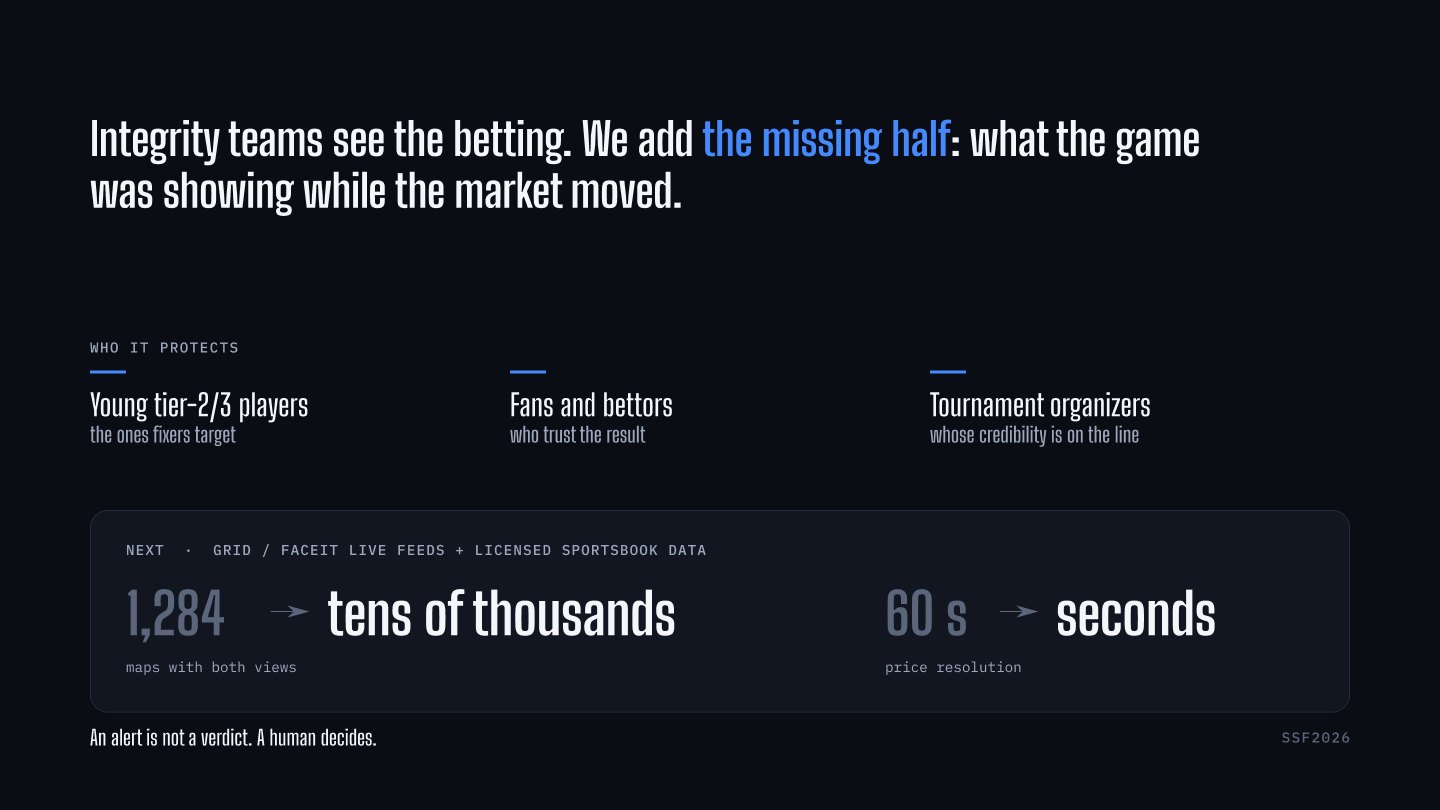 Integrity teams see the betting. We add the missing half: what the game
was showing while the market moved.
WHO IT PROTECTS
Young tier-2/3 players
the ones fixers target
Fans and bettors
who trust the result
Tournament organizers
whose credibility is on the line
NEXT · GRID / FACEIT LIVE FEEDS + LICENSED SPORTSBOOK DATA
1,284 → tens of thousands
maps with both views
60 s → seconds
price resolution
An alert is not a verdict. A human decides.
SSF2026